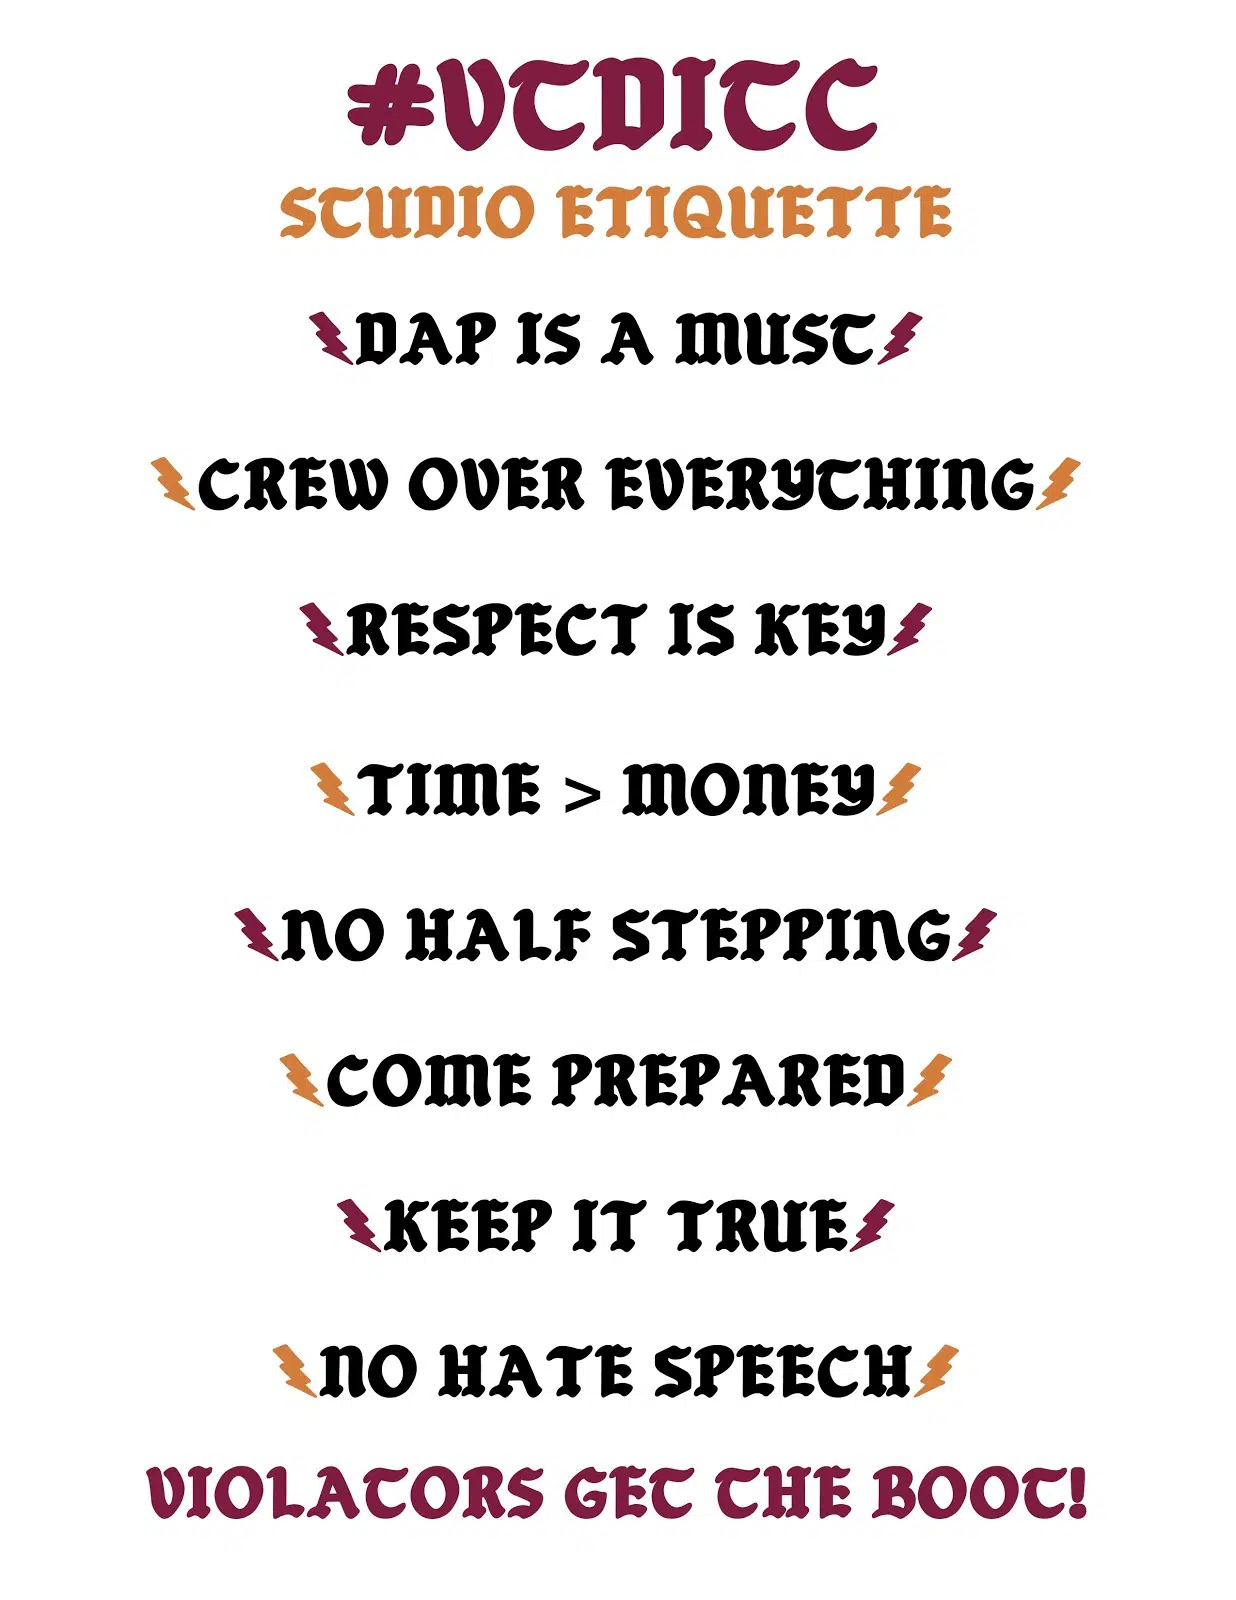 #VTDITC
STUDIO ETIQUETTE
DAP IS A MUST
CREW OVER EVERYTHING
RESPECT IS KEY
TIME > MONEY
NO HALF STEPPING
COME PREPARED
KEEP IT TRUE
NO HATE SPEECH
VIOLATORS GET THE BOOT!